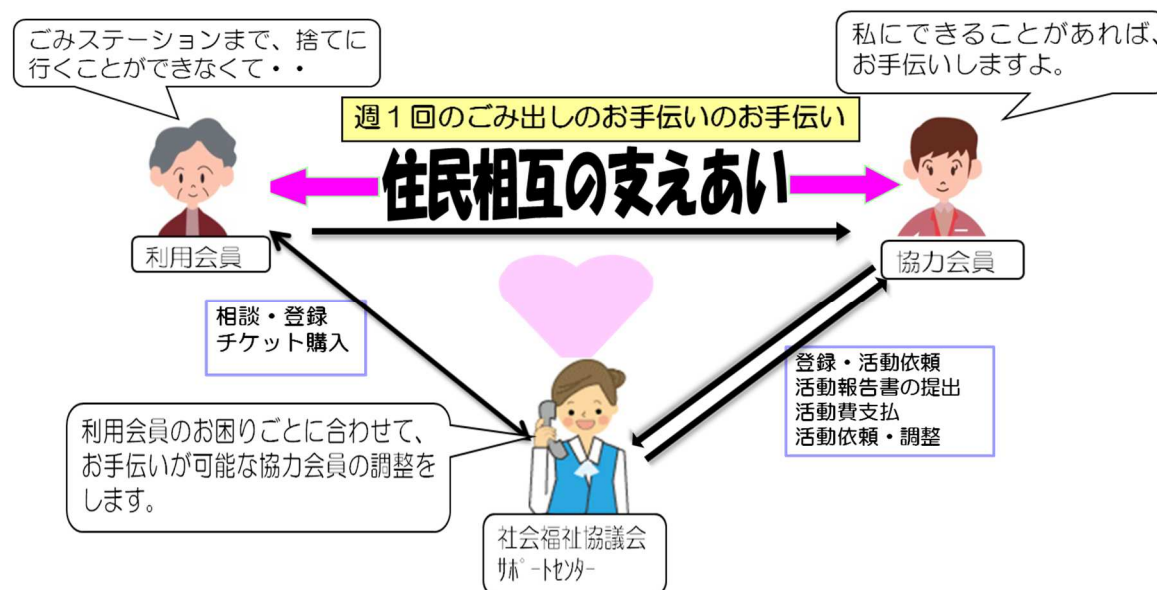 ごみステーションまで、捨てに
行くことができなくて・・
私にできることがあれば、
お手伝いしますよ。
週１回のごみ出しのお手伝いのお手伝い
住民相互の支えあい
利用会員
協力会員
相談・登録
チケット購入
登録・活動依頼
活動報告書の提出
活動費支払
活動依頼・調整
利用会員のお困りごとに合わせて、
お手伝いが可能な協力会員の調整を
します。
社会福祉協議会
ｻﾎﾟｰﾄｾﾝﾀｰ